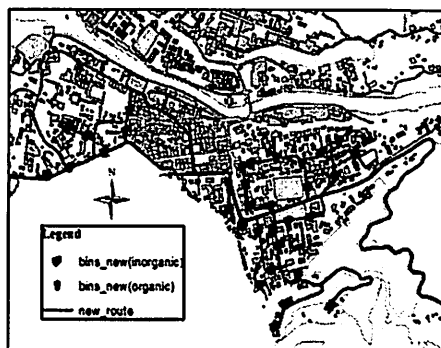 N
Legend
bins_new(inorganic)
bins_new(organic)
new_route